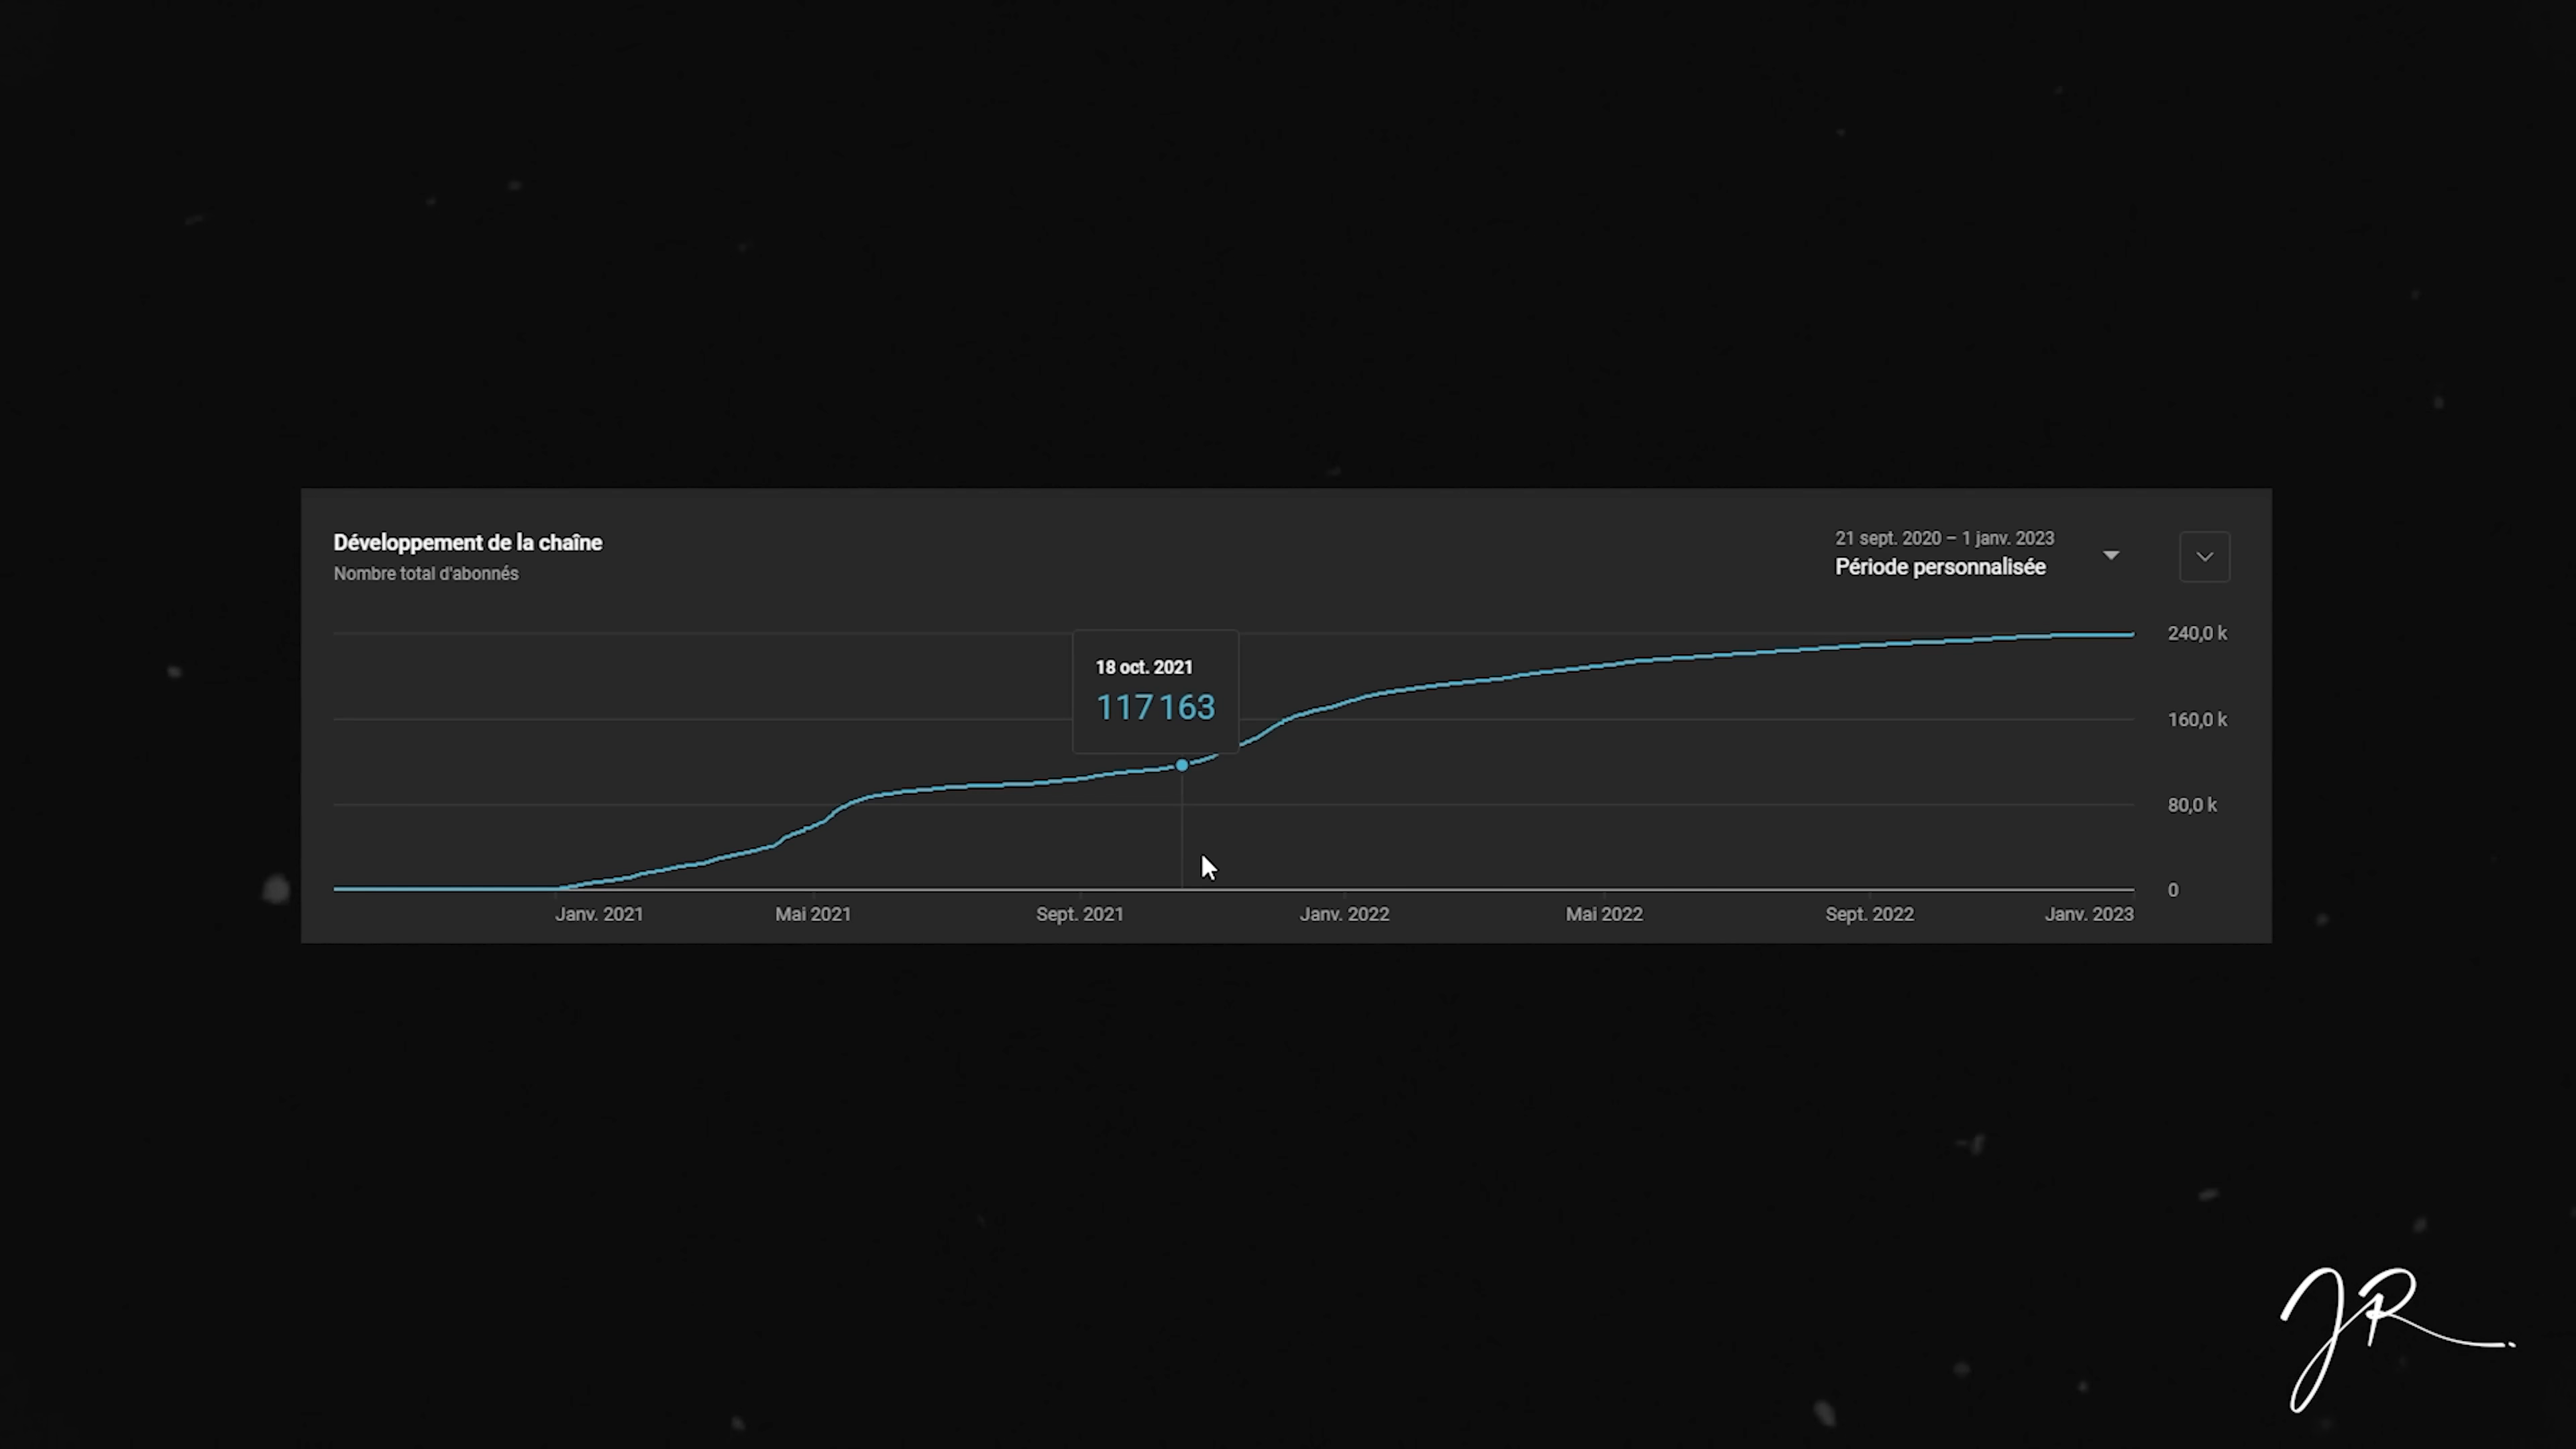 Développement de la chaîne
Nombre total d'abonnés
21 sept. 2020 – 1 janv. 2023
Période personnalisée
18 oct. 2021
117 163
240,0 k
160,0 k
80,0 k
0
Janv. 2021
Mai 2021
Sept. 2021
Janv. 2022
Mai 2022
Sept. 2022
Janv. 2023
JR